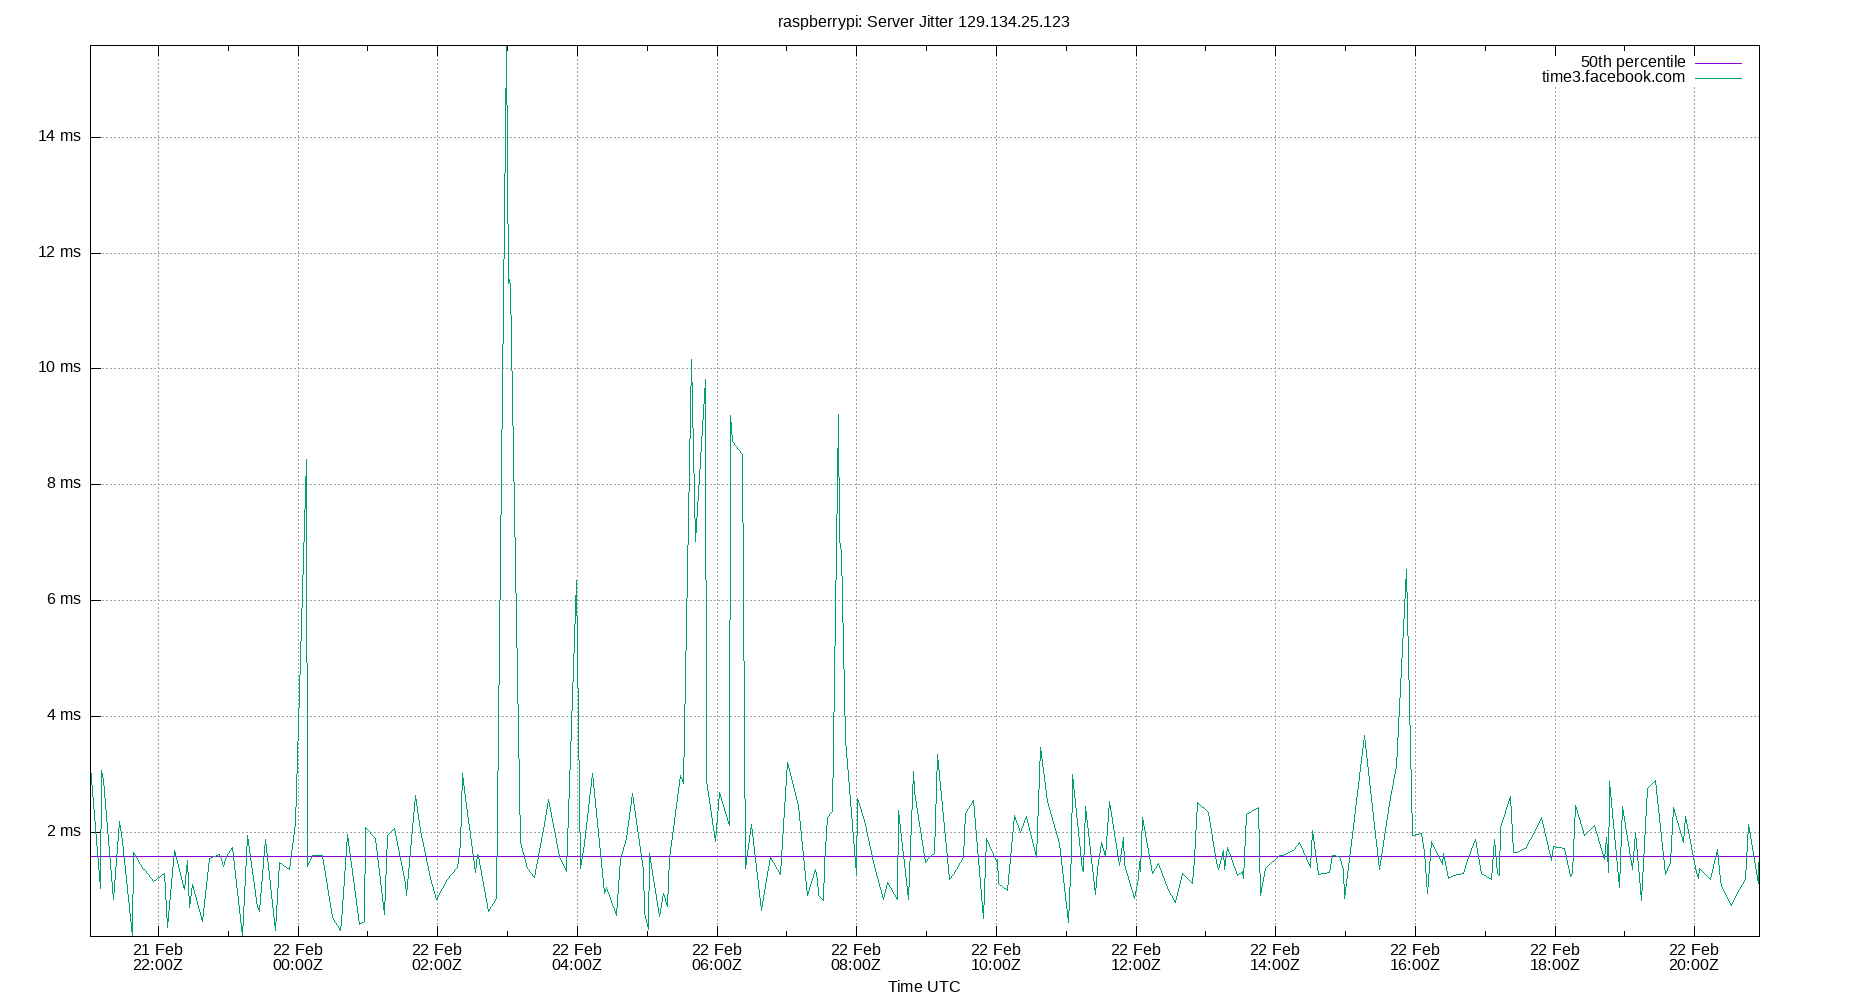 raspberrypi: Server Jitter 129.134.25.123
50th percentile
time3.facebook.com
14 ms
12 ms
10 ms
8 ms
6 ms
4 ms
2 ms
21 Feb 22 Feb 22 Feb 22 Feb 22 Feb 22 Feb 22 Feb 22 Feb 22 Feb 22 Feb 22 Feb 22 Feb
22:00Z 00:00Z 02:00Z 04:00Z 06:00Z 08:00Z 10:00Z 12:00Z 14:00Z 16:00Z 18:00Z 20:00Z
Time UTC